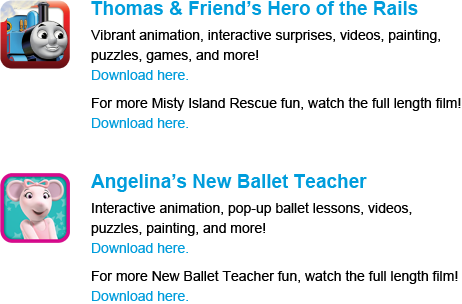 Thomas & Friend’s Hero of the Rails
Vibrant animation, interactive surprises, videos, painting,
puzzles, games, and more!
Download here.
For more Misty Island Rescue fun, watch the full length film!
Download here.
Angelina’s New Ballet Teacher
Interactive animation, pop-up ballet lessons, videos,
puzzles, painting, and more!
Download here.
For more New Ballet Teacher fun, watch the full length film!
Download here.